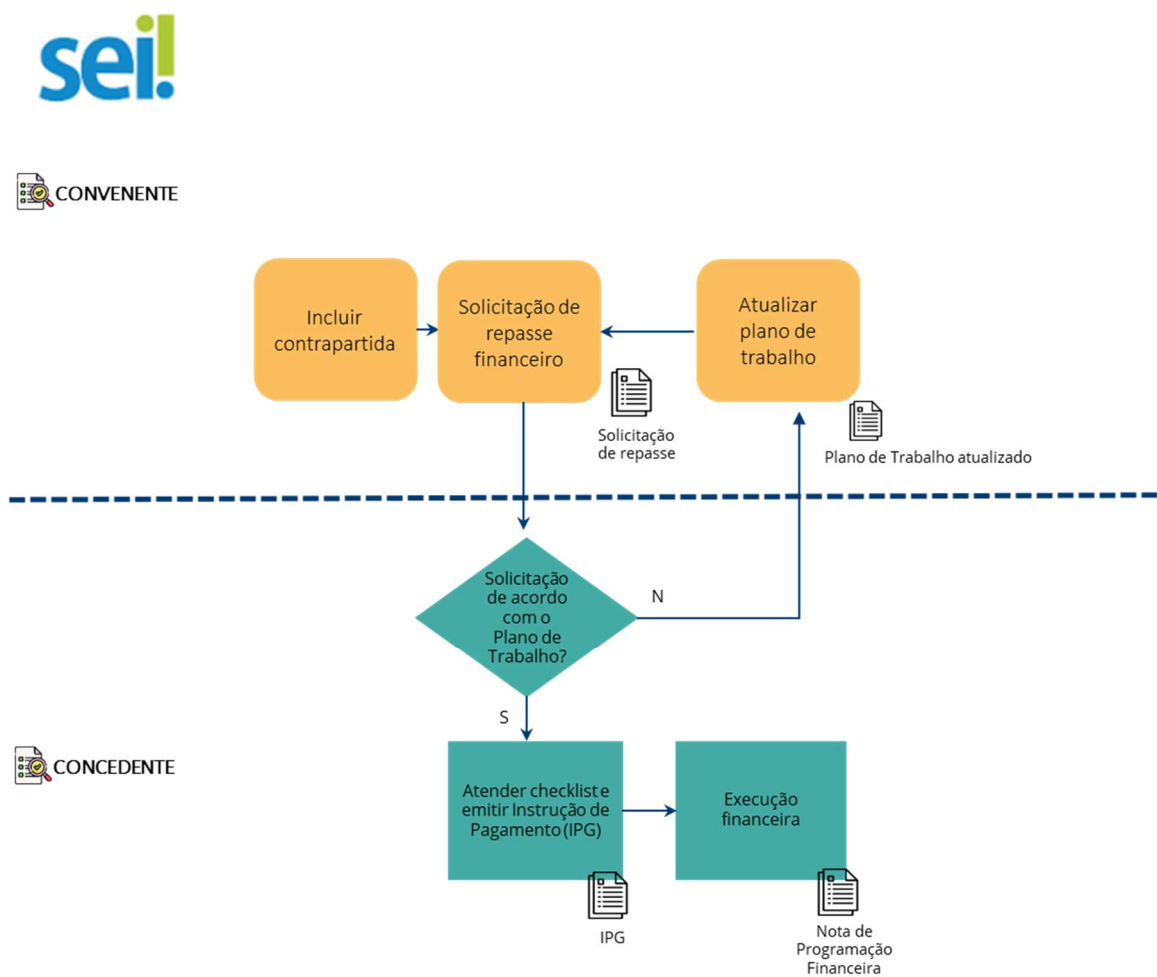 sei!
CONVENENTE
Incluir
contrapartida
Solicitação de
repasse
financeiro
Atualizar
plano de
trabalho
Solicitação
de repasse
Plano de Trabalho atualizado
Solicitação
de acordo
com o
Plano de
Trabalho?
N
S
CONCEDENTE
Atender checklist e
emitir Instrução de
Pagamento (IPG)
Execução
financeira
IPG
Nota de
Programação
Financeira